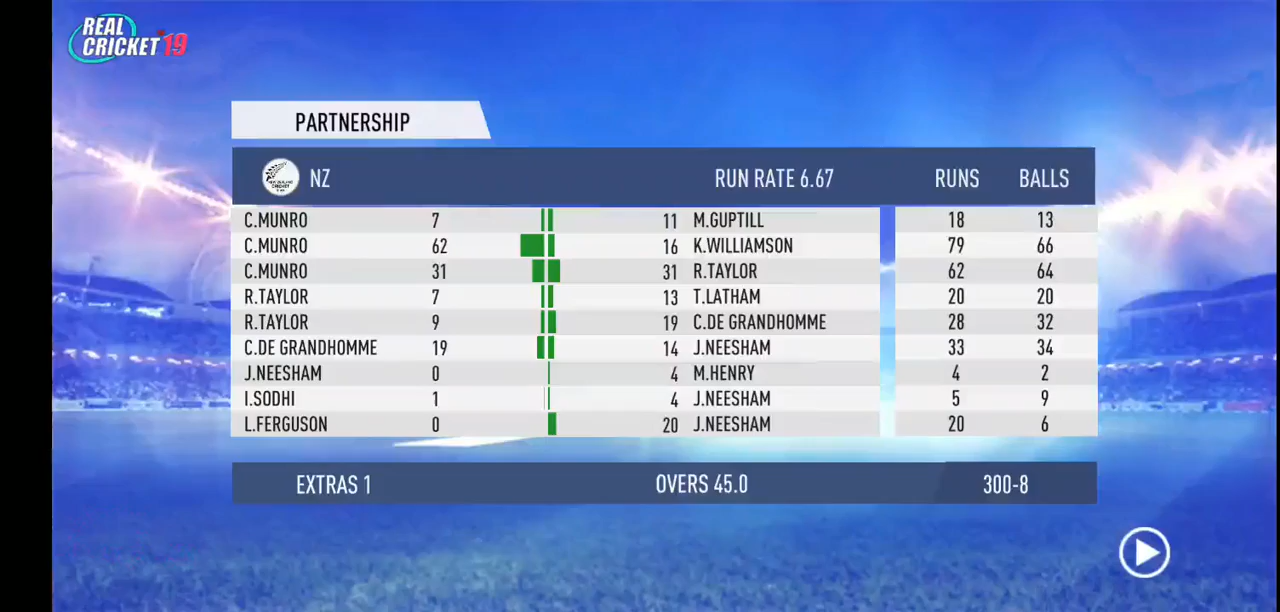 REAL
CRICKET 19
PARTNERSHIP
NZ RUN RATE 6.67 RUNS BALLS
C.MUNRO 7 11 M.GUPTILL 18 13
C.MUNRO 62 16 K.WILLIAMSON 79 66
C.MUNRO 31 31 R.TAYLOR 62 64
R.TAYLOR 7 13 T.LATHAM 20 20
R.TAYLOR 9 19 C.DE GRANDHOMME 28 32
C.DE GRANDHOMME 19 14 J.NEESHAM 33 34
J.NEESHAM 0 4 M.HENRY 4 2
I.SODHI 1 4 J.NEESHAM 5 9
L.FERGUSON 0 20 J.NEESHAM 20 6
EXTRAS 1 OVERS 45.0 300-8